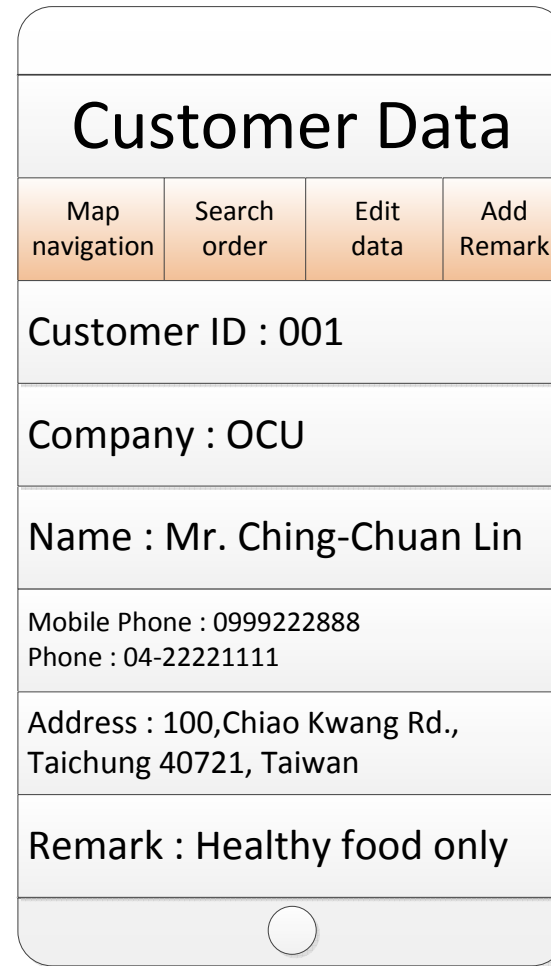 Customer Data
Map navigation
Search order
Edit data
Add Remark
Customer ID : 001
Company : OCU
Name : Mr. Ching-Chuan Lin
Mobile Phone : 0999222888
Phone : 04-22221111
Address : 100,Chiao Kwang Rd.,
Taichung 40721, Taiwan
Remark : Healthy food only